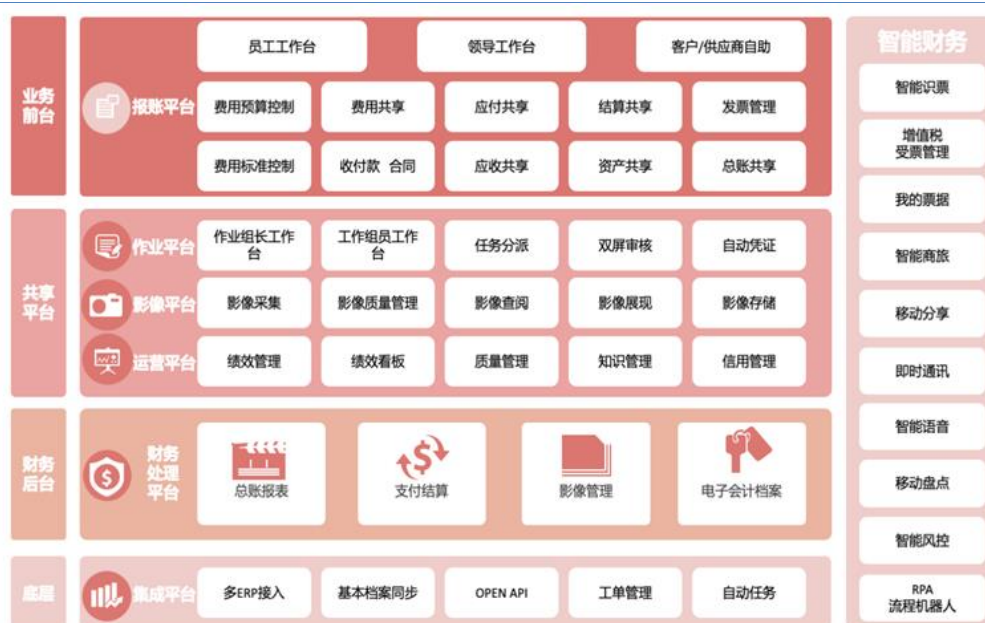 员工工作台
领导工作台
客户/供应商自助
业务
前台
报账平台
费用预算控制
费用共享
应付共享
结算共享
发票管理
费用标准控制
收付款 合同
应收共享
资产共享
总账共享
共享
平台
作业平台
作业组长工作
台
工作组员工作
台
任务分派
双屏审核
自动凭证
影像平台
影像采集
影像质量管理
影像查阅
影像展现
影像存储
运营平台
绩效管理
绩效看板
质量管理
知识管理
信用管理
财务
后台
财务
处理
平台
总账报表
支付结算
影像管理
电子会计档案
底层
集成平台
多ERP接入
基本档案同步
OPEN API
工单管理
自动任务
智能财务
智能识票
增值税
受票管理
我的票据
智能商旅
移动分享
即时通讯
智能语音
移动盘点
智能风控
RPA
流程机器人